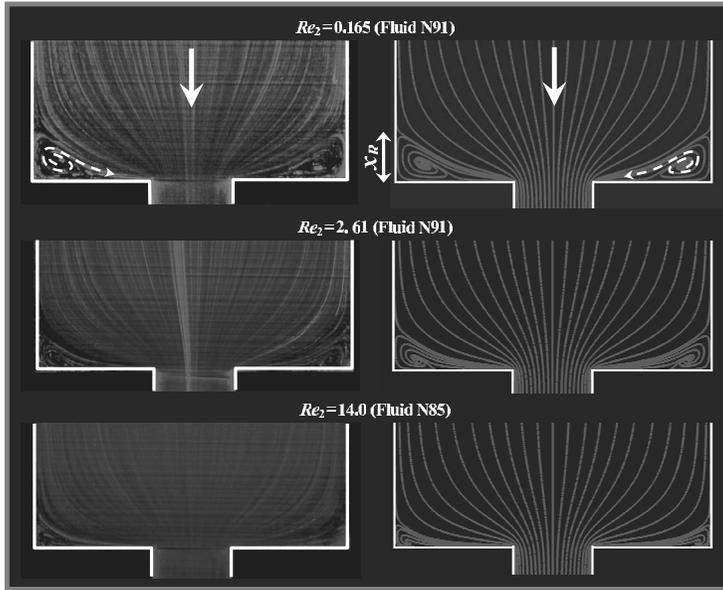 Re2=0.165 (Fluid N91)
xR
Re2=2. 61 (Fluid N91)
Re2=14.0 (Fluid N85)